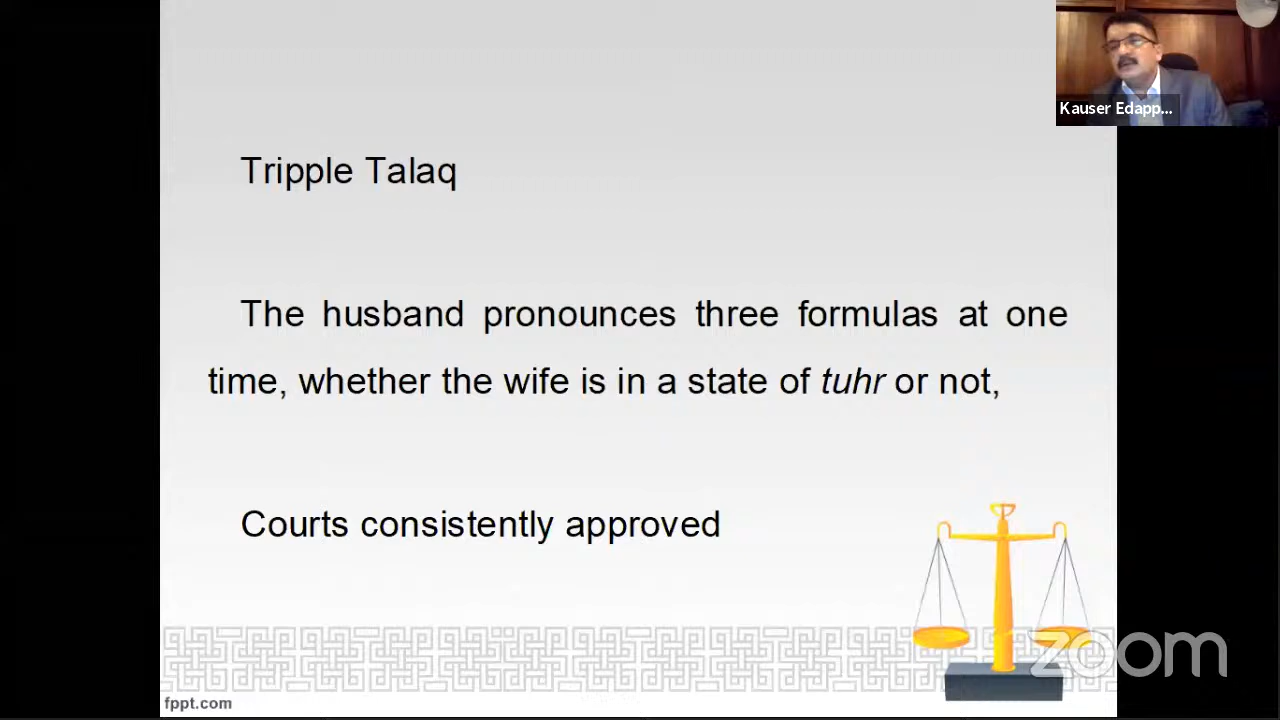 Kauser Edapp...
Tripple Talaq
The husband pronounces three formulas at one
time, whether the wife is in a state of tuhr or not,
Courts consistently approved
zoom
fppt.com